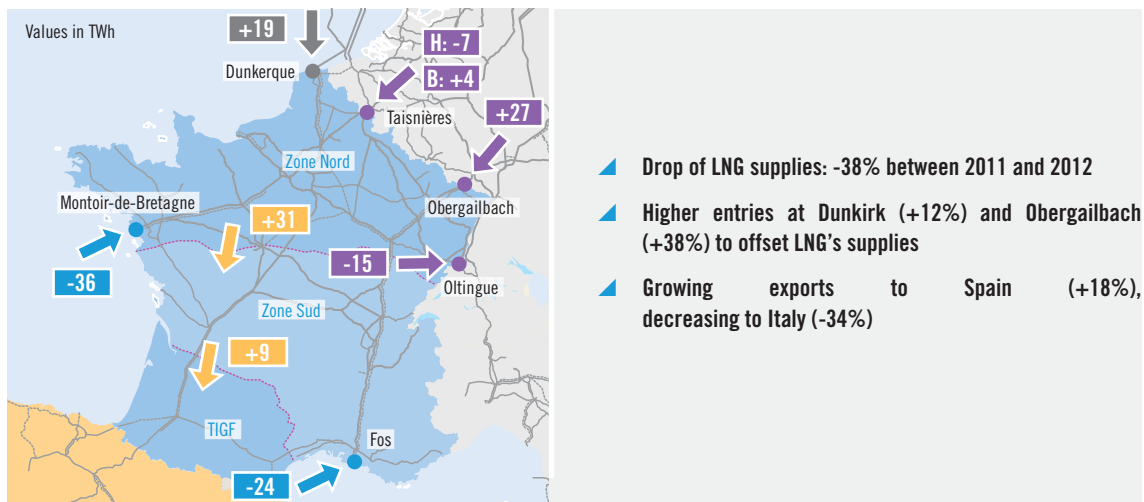 Values in TWh
+19
Dunkerque
H: -7
B: +4
Taisnières
+27
Zone Nord
Obergailbach
Montoir-de-Bretagne
+31
-36
-15
Oltingue
Zone Sud
+9
TIGF
Fos
-24
Drop of LNG supplies: -38% between 2011 and 2012
Higher entries at Dunkirk (+12%) and Obergailbach
(+38%) to offset LNG's supplies
Growing exports to Spain (+18%),
decreasing to Italy (-34%)